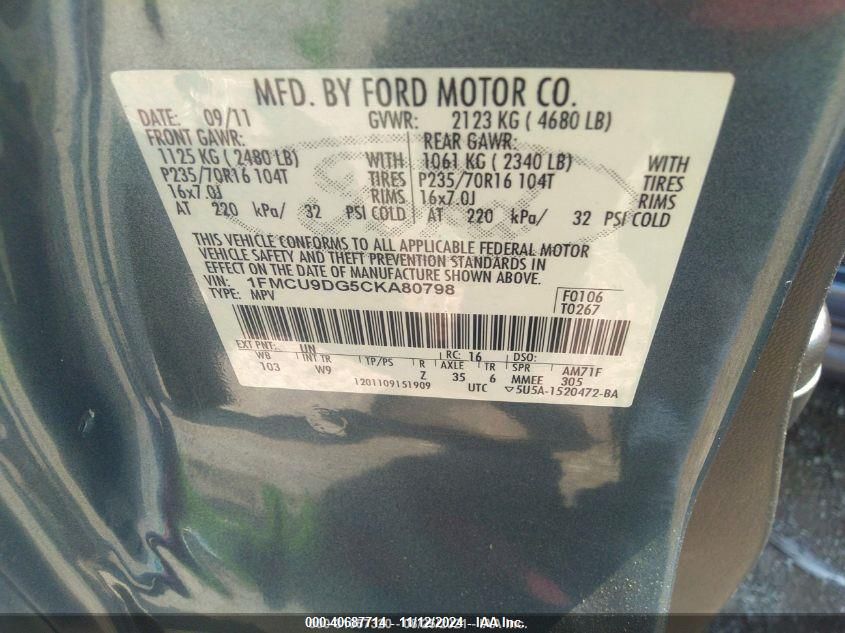 MFD. BY FORD MOTOR CO.
DATE: 09/11 GVWR: 2123 KG ( 4680 LB)
FRONT GAWR: REAR GAWR:
1125 KG ( 2480 LB) WITH 1061 KG ( 2340 LB) WITH
P235/70R16 104T TIRES P235/70R16 104T TIRES
16x7.0J RIMS 16x7.0J RIMS
AT 220 kPa/ 32 PSI COLD AT 220 kPa/ 32 PSI COLD
THIS VEHICLE CONFORMS TO ALL APPLICABLE FEDERAL MOTOR
VEHICLE SAFETY AND THEFT PREVENTION STANDARDS IN
EFFECT ON THE DATE OF MANUFACTURE SHOWN ABOVE.
VIN: 1FMCU9DG5CKA80798 F0106
TYPE: MPV T0267
EXT PNT: UN RC: 16 DSO:
WB INT TR TP/PS R AXLE TR SPR AM71F
103 W9 Z 35 6 MMEE 305
1201109151909 UTC ▽5U5A-1520472-BA
000-40687714 - 11/12/2024 - IAA Inc.